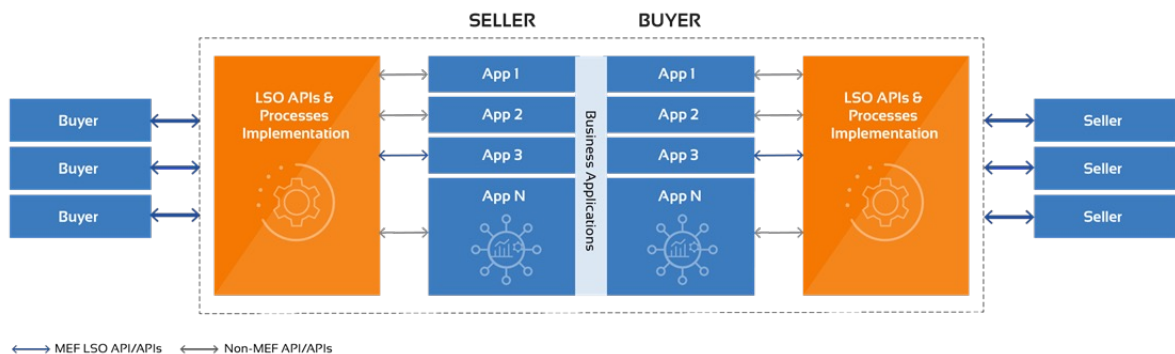 SELLER
BUYER
Buyer
Buyer
Buyer
LSO APIs &
Processes
Implementation
App 1
App 2
App 3
App N
Business Applications
App 1
App 2
App 3
App N
LSO APIs &
Processes
Implementation
Seller
Seller
Seller
MEF LSO API/APIs
Non-MEF API/APIs